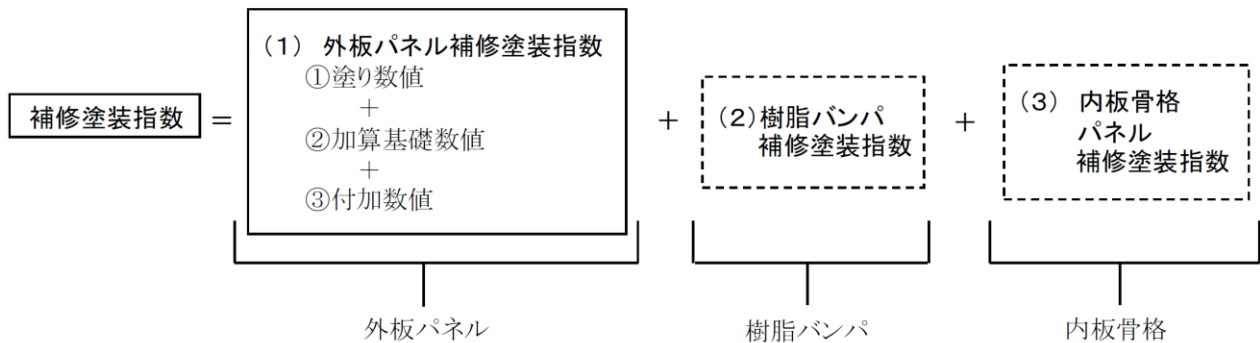 補修塗装指数
=
(1) 外板パネル補修塗装指数
①塗り数値
+
②加算基礎数値
+
③付加数値
+
(2)樹脂バンパ
補修塗装指数
+
(3) 内板骨格
パネル
補修塗装指数
外板パネル
樹脂バンパ
内板骨格